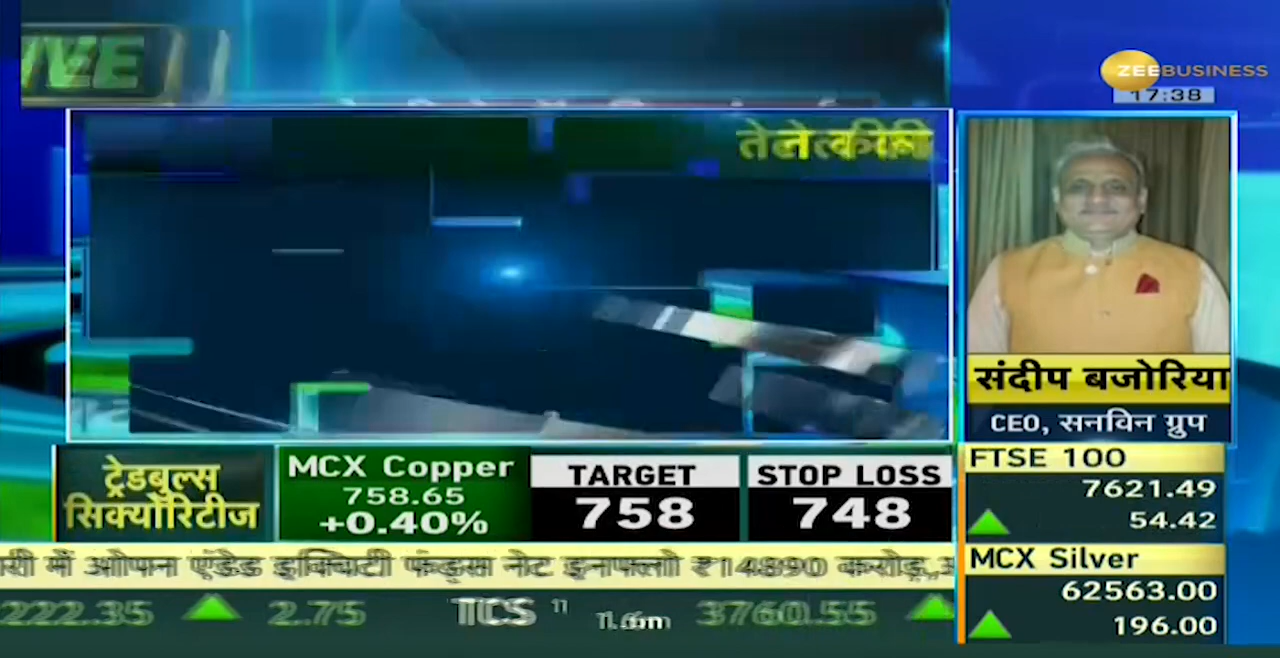 ZEEBUSINESS
17:38
संदीप बजोरिया
CEO, सनविन ग्रुप
ट्रेडबुल्स
सिक्योरिटीज
MCX Copper
758.65
+0.40%
TARGET
758
STOP LOSS
748
FTSE 100
7621.49
54.42
MCX Silver
62563.00
196.00
री में ओपन एंडेड इक्विटी फंड्स नेट इनफ्लो ₹14890 करोड़,
222.35 2.75 TCS 3760.55